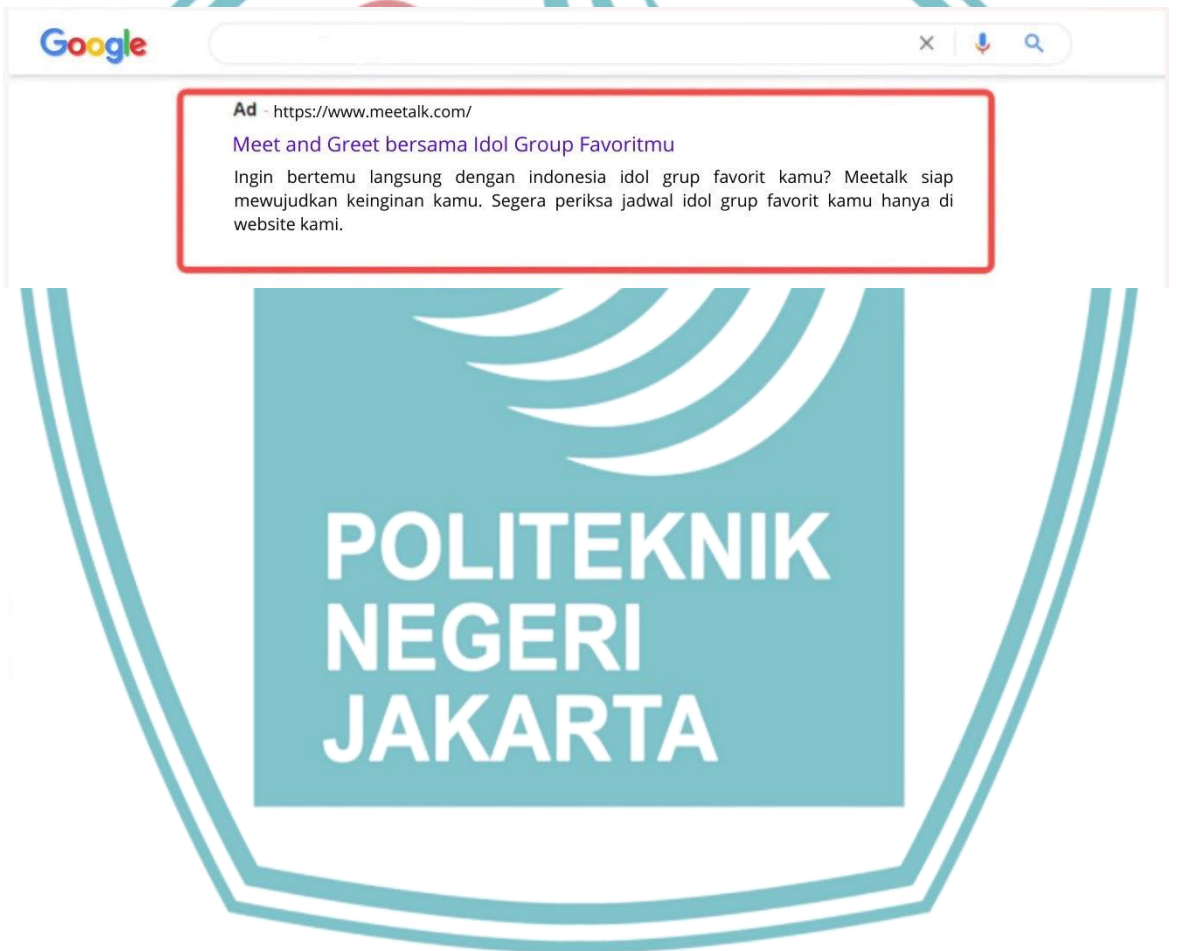 Google
Ad - https://www.meetalk.com/
Meet and Greet bersama Idol Group Favoritmu
Ingin bertemu langsung dengan indonesia idol grup favorit kamu? Meetalk siap
mewujudkan keinginan kamu. Segera periksa jadwal idol grup favorit kamu hanya di
website kami.
POLITEKNIK
NEGERI
JAKARTA